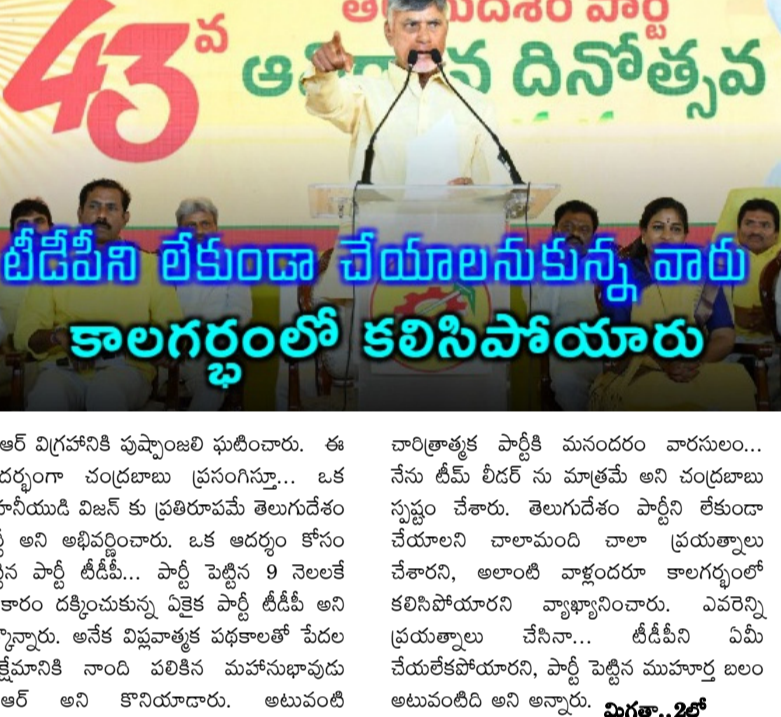 43వ
తెలుగుదేశం పార్టీ
దినోత్సవ
టీడీపీని లేకుండా చేయాలనుకున్న వారు
కాలగర్భంలో కలిసిపోయారు
ఆర్ విగ్రహానికి పుష్పాంజలి ఘటించారు. ఈ
దర్భంగా చంద్రబాబు ప్రసంగిస్తూ... ఒక
హనీయుడి విజన్ కు ప్రతిరూపమే తెలుగుదేశం
ర్టీ అని అభివర్ణించారు. ఒక ఆదర్శం కోసం
ట్టిన పార్టీ టీడీపీ... పార్టీ పెట్టిన 9 నెలలకే
కారం దక్కించుకున్న ఏకైక పార్టీ టీడీపీ అని
్కొన్నారు. అనేక విప్లవాత్మక పథకాలతో పేదల
క్షేమానికి నాంది పలికిన మహానుభావుడు
ఆర్ అని కొనియాడారు. అటువంటి
చారిత్రాత్మక పార్టీకి మనందరం వారసులం...
నేను టీమ్ లీడర్ ను మాత్రమే అని చంద్రబాబు
స్పష్టం చేశారు. తెలుగుదేశం పార్టీని లేకుండా
చేయాలని చాలామంది చాలా ప్రయత్నాలు
చేశారని, అలాంటి వాళ్లందరూ కాలగర్భంలో
కలిసిపోయారని వ్యాఖ్యానించారు. ఎవరెన్ని
ప్రయత్నాలు చేసినా... టీడీపీని ఏమీ
చేయలేకపోయారని, పార్టీ పెట్టిన ముహూర్త బలం
అటువంటిది అని అన్నారు. మిగతా..2లో